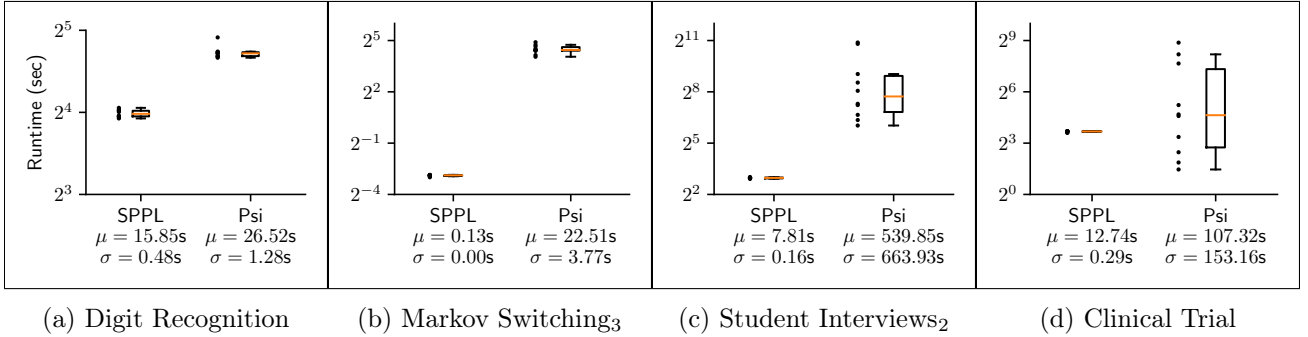 Runtime (sec)
2^5
2^4
2^3
SPPL
μ = 15.85s
σ = 0.48s
Psi
μ = 26.52s
σ = 1.28s
(a) Digit Recognition
2^5
2^2
2^−1
2^−4
SPPL
μ = 0.13s
σ = 0.00s
Psi
μ = 22.51s
σ = 3.77s
(b) Markov Switching₃
2^11
2^8
2^5
2^2
SPPL
μ = 7.81s
σ = 0.16s
Psi
μ = 539.85s
σ = 663.93s
(c) Student Interviews₂
2^9
2^6
2^3
2^0
SPPL
μ = 12.74s
σ = 0.29s
Psi
μ = 107.32s
σ = 153.16s
(d) Clinical Trial